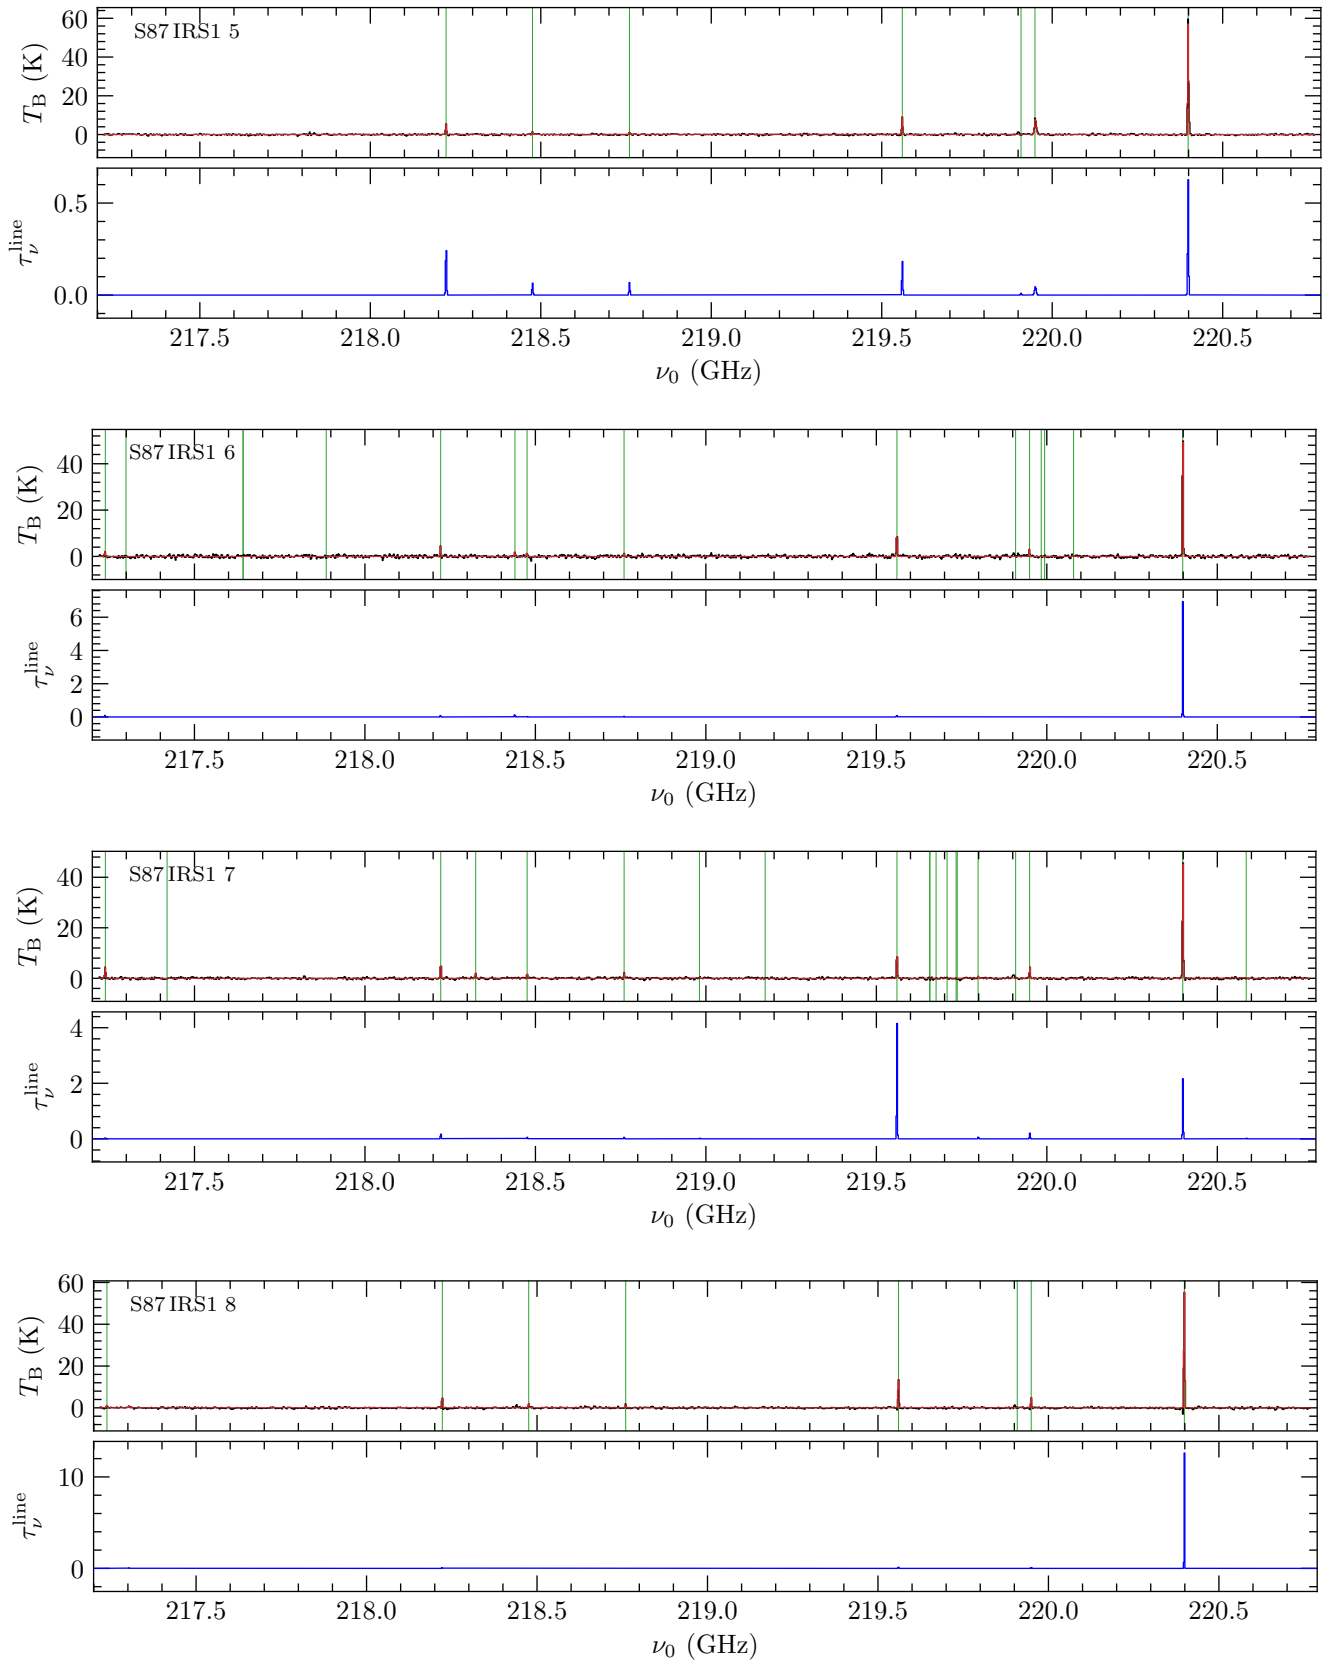 S87 IRS1 5
T_B (K)
60
40
20
0
τ_ν^line
0.5
0.0
217.5 218.0 218.5 219.0 219.5 220.0 220.5
ν_0 (GHz)
S87 IRS1 6
T_B (K)
40
20
0
τ_ν^line
6
4
2
0
217.5 218.0 218.5 219.0 219.5 220.0 220.5
ν_0 (GHz)
S87 IRS1 7
T_B (K)
40
20
0
τ_ν^line
4
2
0
217.5 218.0 218.5 219.0 219.5 220.0 220.5
ν_0 (GHz)
S87 IRS1 8
T_B (K)
60
40
20
0
τ_ν^line
10
0
217.5 218.0 218.5 219.0 219.5 220.0 220.5
ν_0 (GHz)